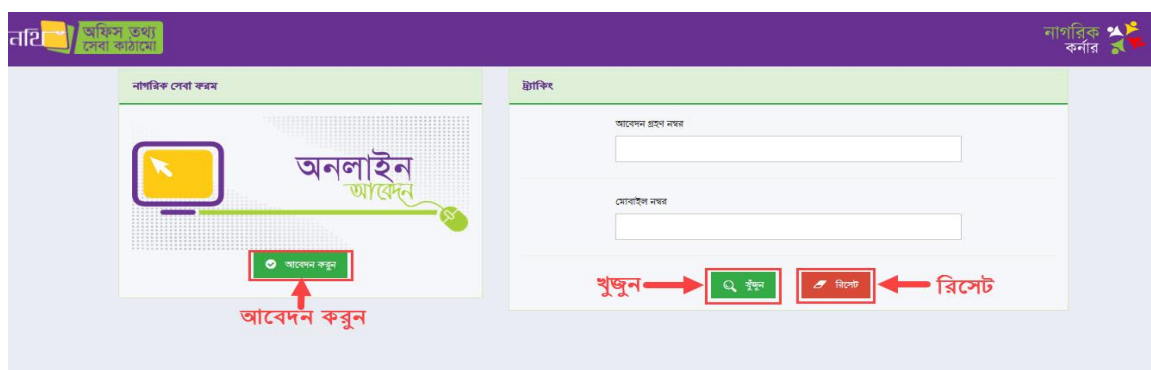 নথি
অফিস তথ্য
সেবা কাঠামো
নাগরিক
কর্নার
নাগরিক সেবা ফরম
অনলাইন
আবেদন
আবেদন করুন
আবেদন করুন
ট্র্যাকিং
আবেদন গ্রহণ নম্বর
মোবাইল নম্বর
খুজুন খুঁজুন রিসেট রিসেট